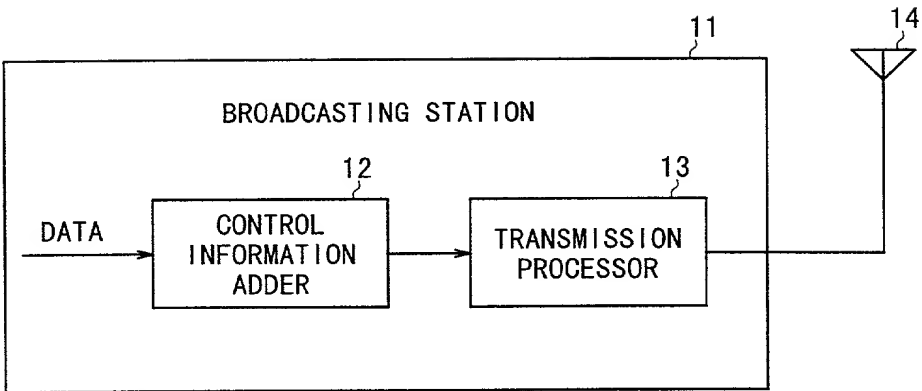 11
14
BROADCASTING STATION
12
13
DATA
CONTROL
INFORMATION
ADDER
TRANSMISSION
PROCESSOR